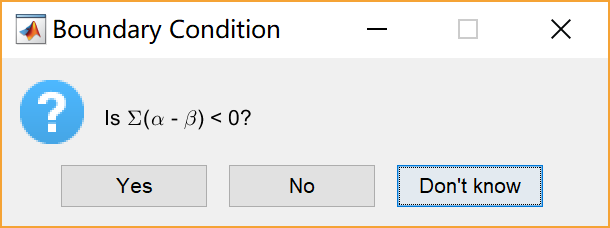 Boundary Condition
Is Σ(α - β) < 0?
Yes No Don't know